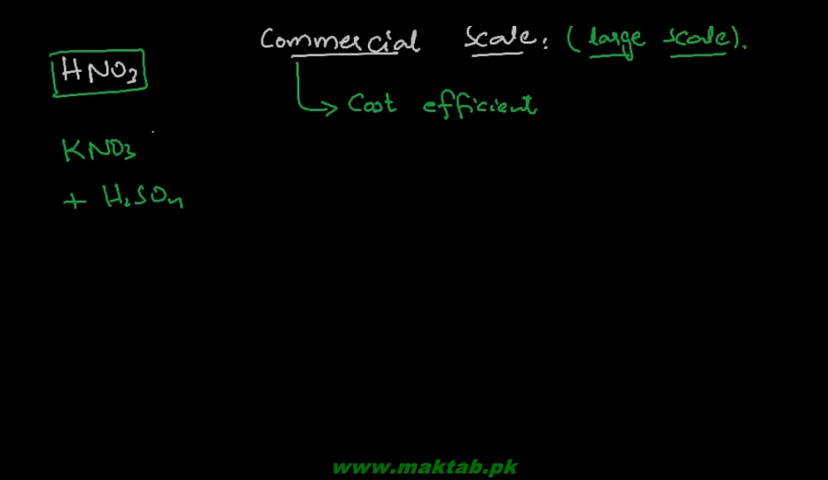 Commercial Scale: (large scale).
HNO3
Cost efficient
KNO3
+ H2SO4
www.maktab.pk